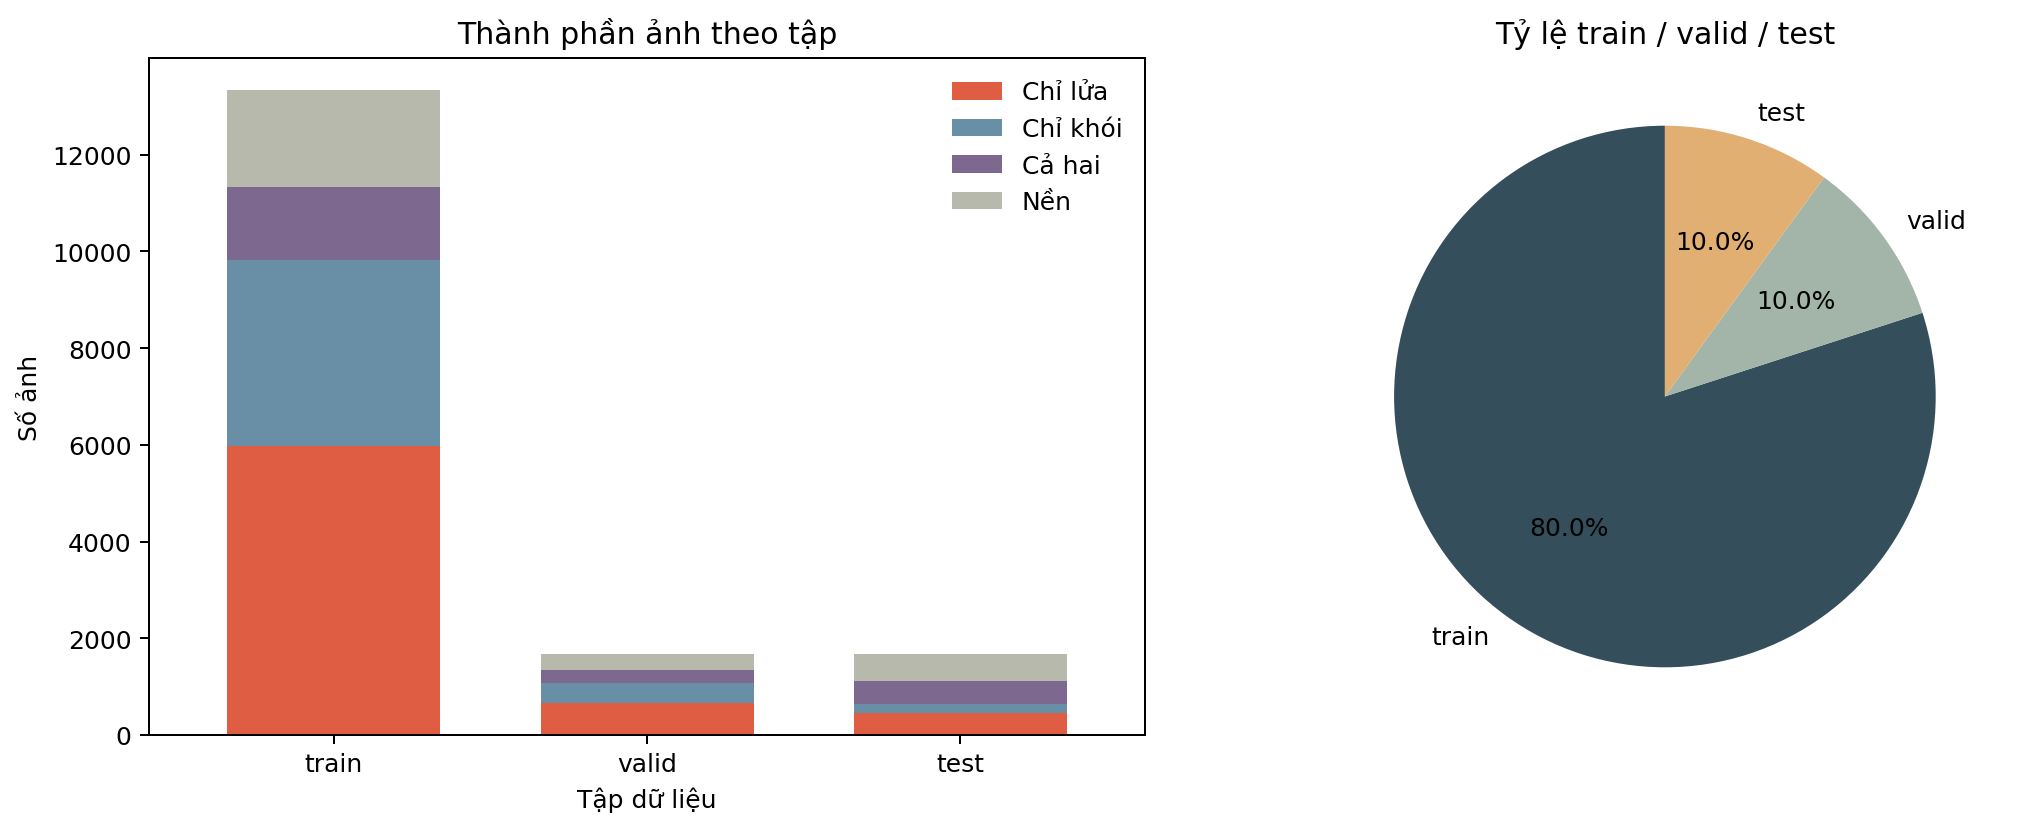 Thành phần ảnh theo tập
Số ảnh
12000
10000
8000
6000
4000
2000
0
train
valid
test
Tập dữ liệu
Chỉ lửa
Chỉ khói
Cả hai
Nền
Tỷ lệ train / valid / test
test
valid
10.0%
10.0%
80.0%
train